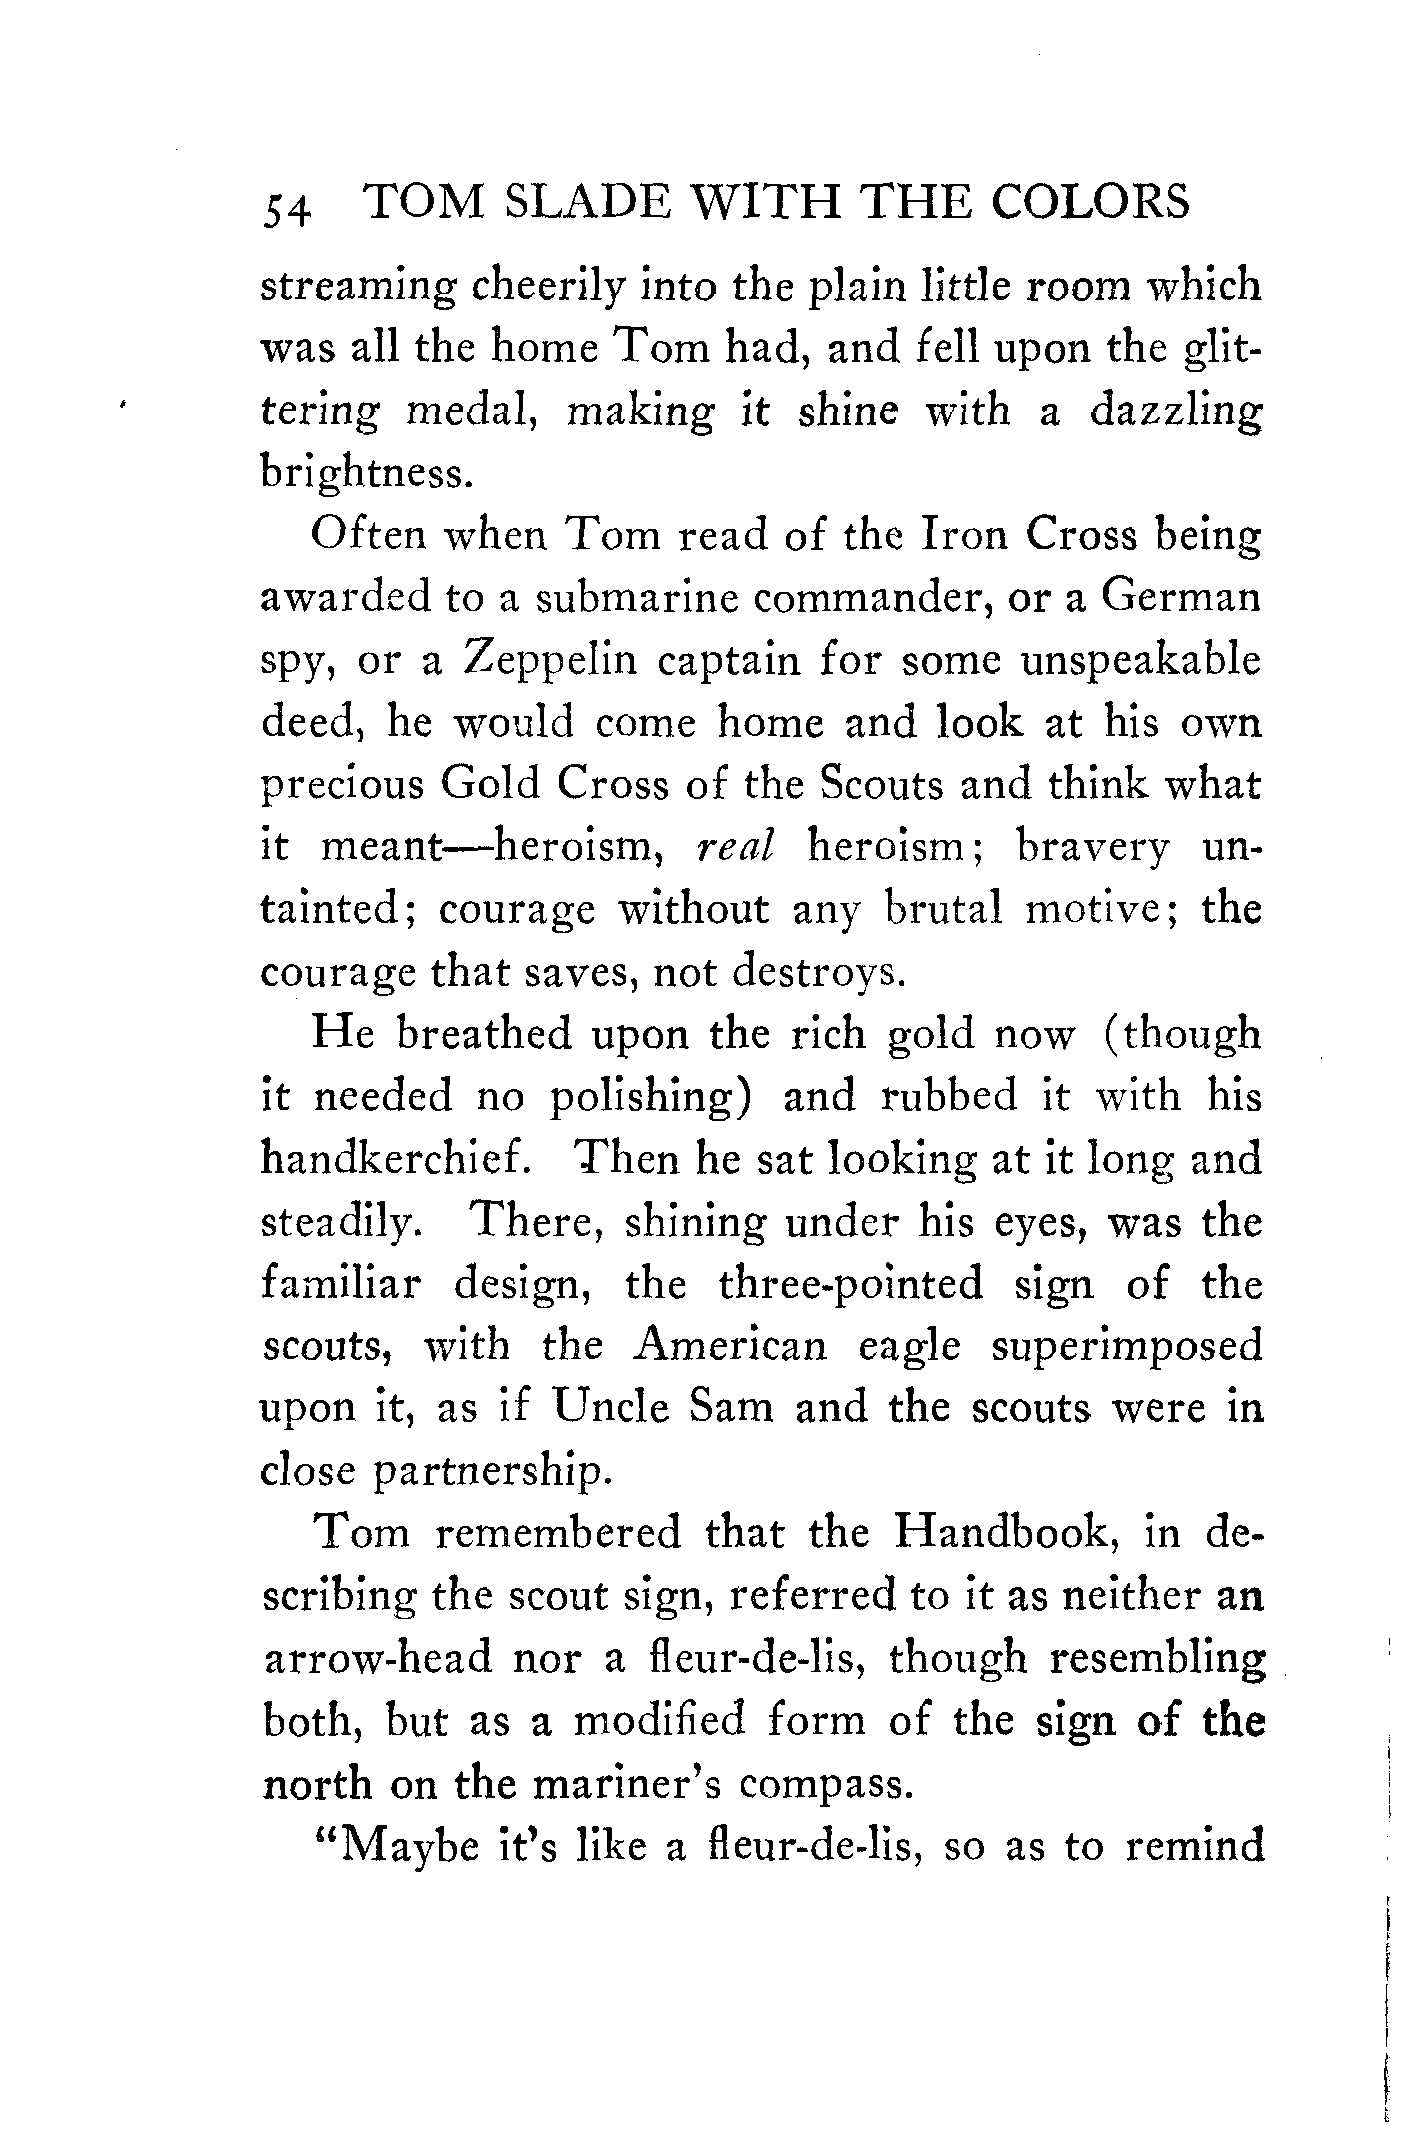 54 TOM SLADE WITH THE COLORS
streaming cheerily into the plain little room which
was all the home Tom had, and fell upon the glit-
tering medal, making it shine with a dazzling
brightness.
Often when Tom read of the Iron Cross being
awarded to a submarine commander, or a German
spy, or a Zeppelin captain for some unspeakable
deed, he would come home and look at his own
precious Gold Cross of the Scouts and think what
it meant—heroism, real heroism; bravery un-
tainted; courage without any brutal motive; the
courage that saves, not destroys.
He breathed upon the rich gold now (though
it needed no polishing) and rubbed it with his
handkerchief. Then he sat looking at it long and
steadily. There, shining under his eyes, was the
familiar design, the three-pointed sign of the
scouts, with the American eagle superimposed
upon it, as if Uncle Sam and the scouts were in
close partnership.
Tom remembered that the Handbook, in de-
scribing the scout sign, referred to it as neither an
arrow-head nor a fleur-de-lis, though resembling
both, but as a modified form of the sign of the
north on the mariner's compass.
"Maybe it's like a fleur-de-lis, so as to remind